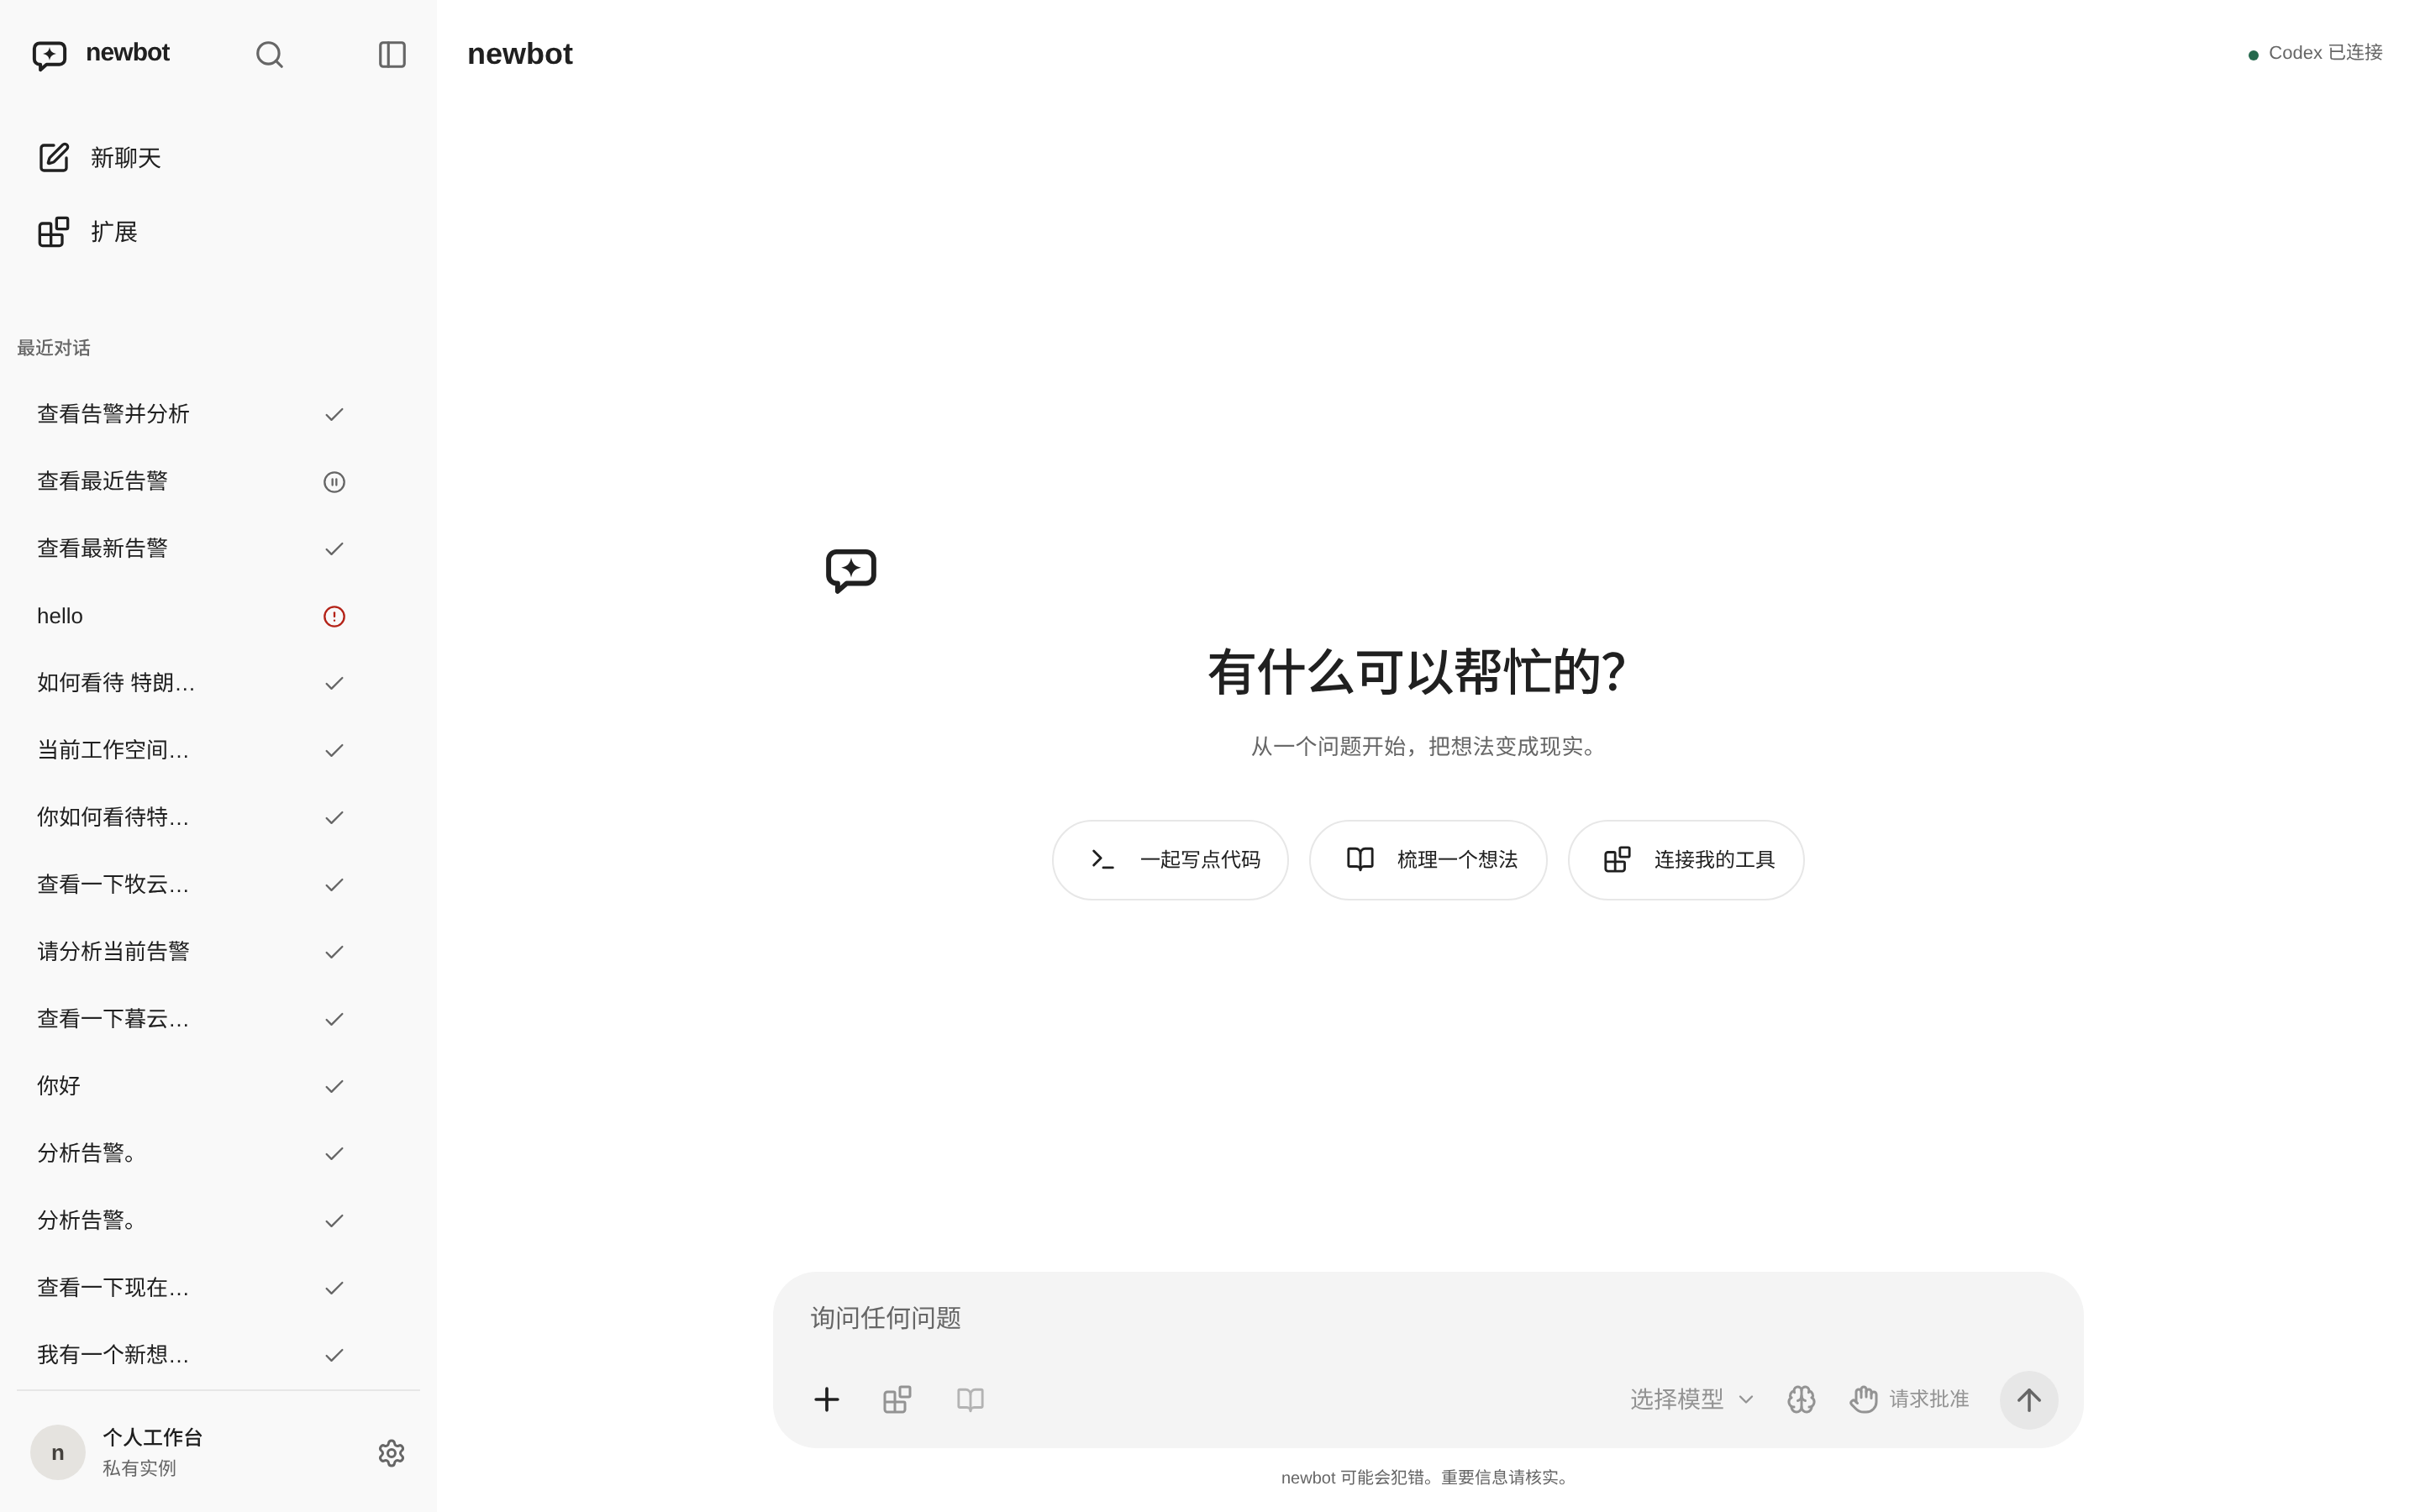 newbot
新聊天
扩展
最近对话
查看告警并分析
查看最近告警
查看最新告警
hello
如何看待 特朗...
当前工作空间...
你如何看待特...
查看一下牧云...
请分析当前告警
查看一下暮云...
你好
分析告警。
分析告警。
查看一下现在...
我有一个新想...
n
个人工作台
私有实例
newbot
Codex 已连接
有什么可以帮忙的？
从一个问题开始，把想法变成现实。
一起写点代码
梳理一个想法
连接我的工具
询问任何问题
选择模型
请求批准
newbot 可能会犯错。重要信息请核实。